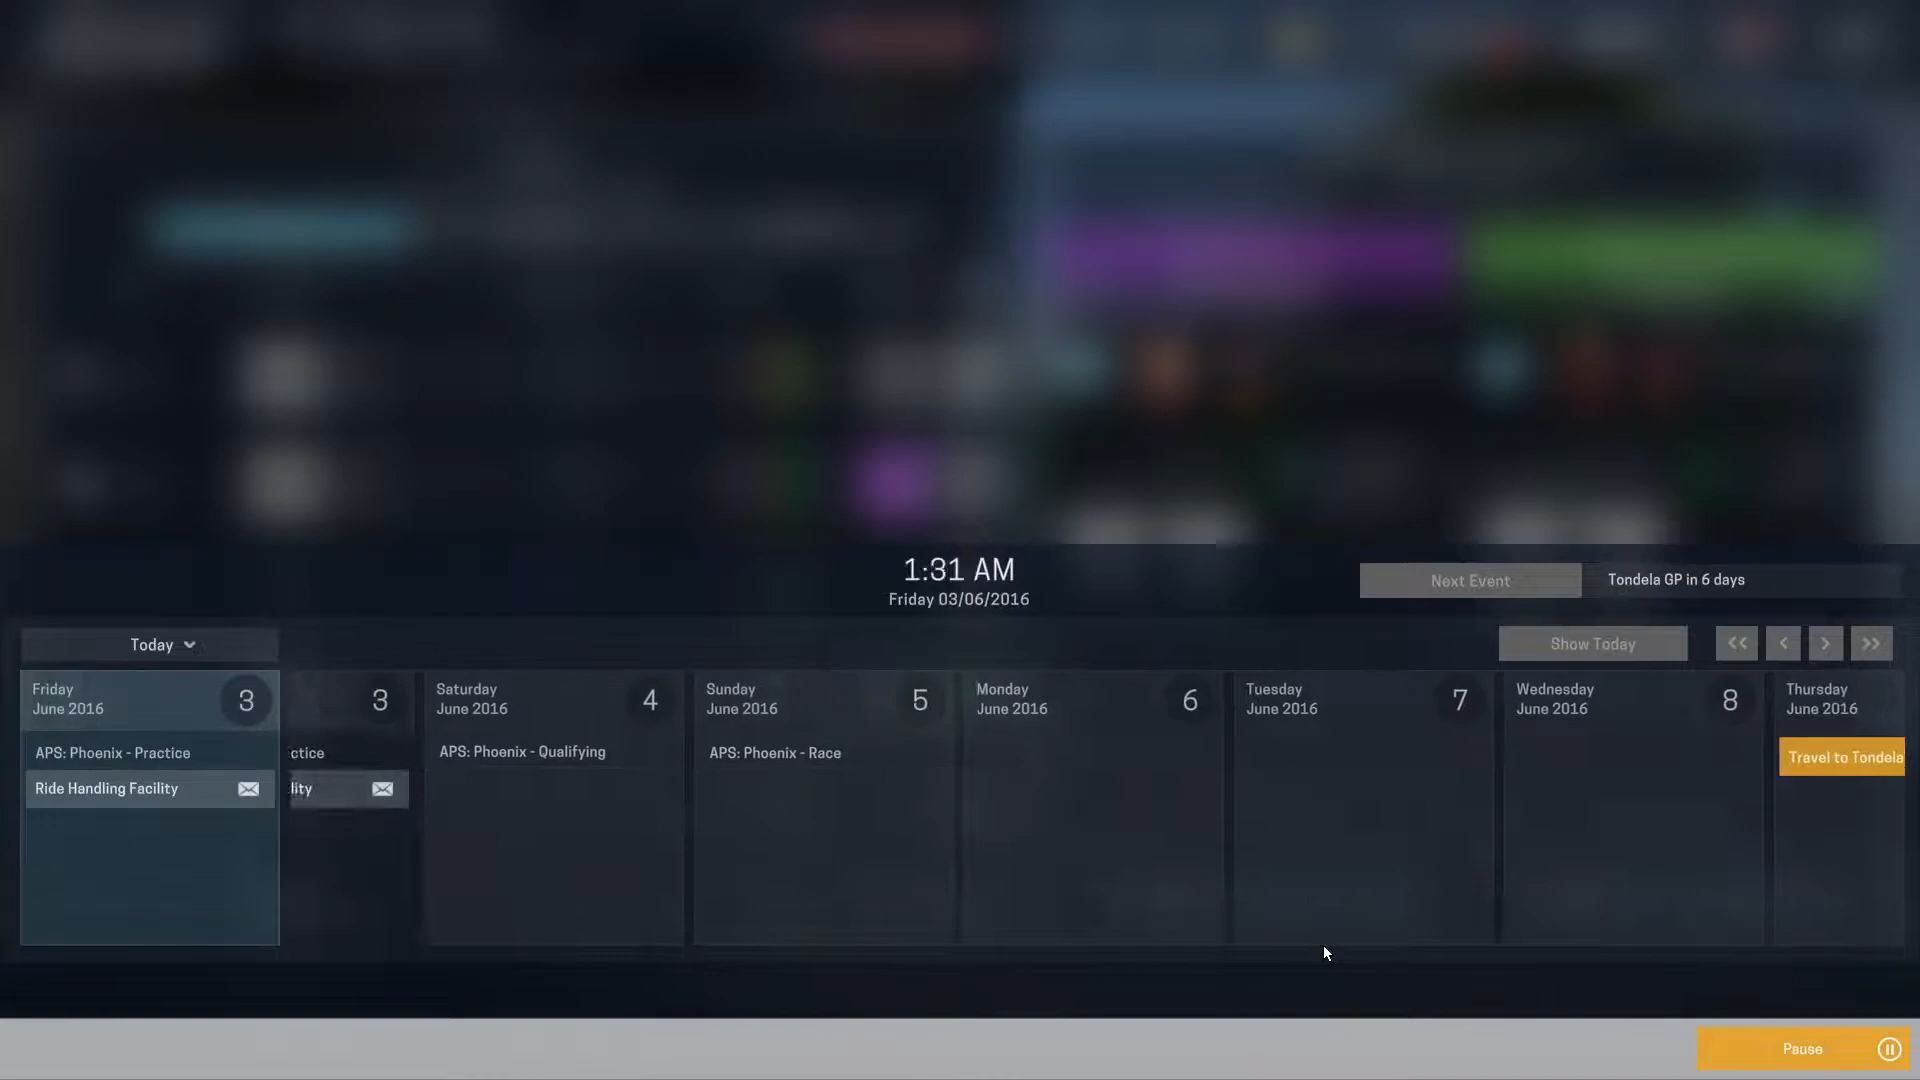 1:31 AM
Friday 03/06/2016
Next Event
Tondela GP in 6 days
Today
Show Today
Friday
June 2016
3
APS: Phoenix - Practice
Ride Handling Facility
3
ctice
lity
Saturday
June 2016
4
APS: Phoenix - Qualifying
Sunday
June 2016
5
APS: Phoenix - Race
Monday
June 2016
6
Tuesday
June 2016
7
Wednesday
June 2016
8
Thursday
June 2016
Travel to Tondela
Pause